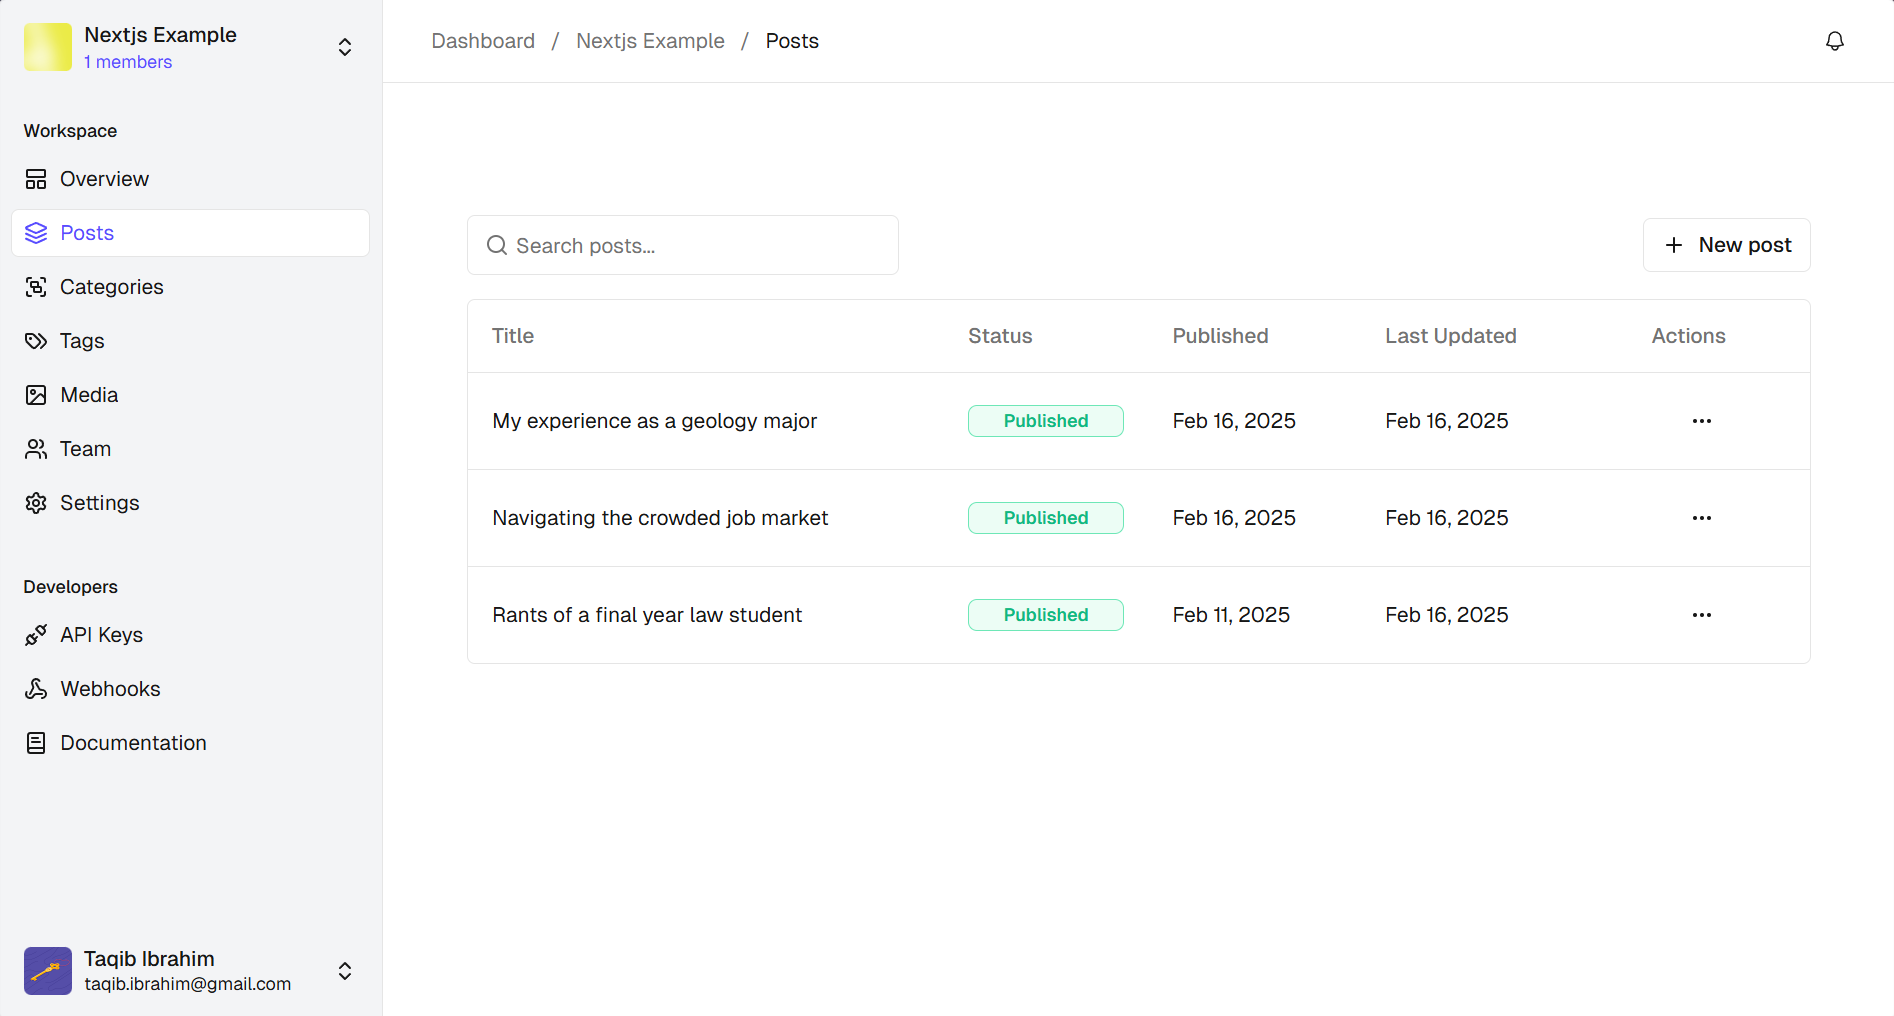 Nextjs Example
1 members
Workspace
Overview
Posts
Categories
Tags
Media
Team
Settings
Developers
API Keys
Webhooks
Documentation
Taqib Ibrahim
taqib.ibrahim@gmail.com
Dashboard / Nextjs Example / Posts
Search posts...
+ New post
Title Status Published Last Updated Actions
My experience as a geology major Published Feb 16, 2025 Feb 16, 2025 ...
Navigating the crowded job market Published Feb 16, 2025 Feb 16, 2025 ...
Rants of a final year law student Published Feb 11, 2025 Feb 16, 2025 ...